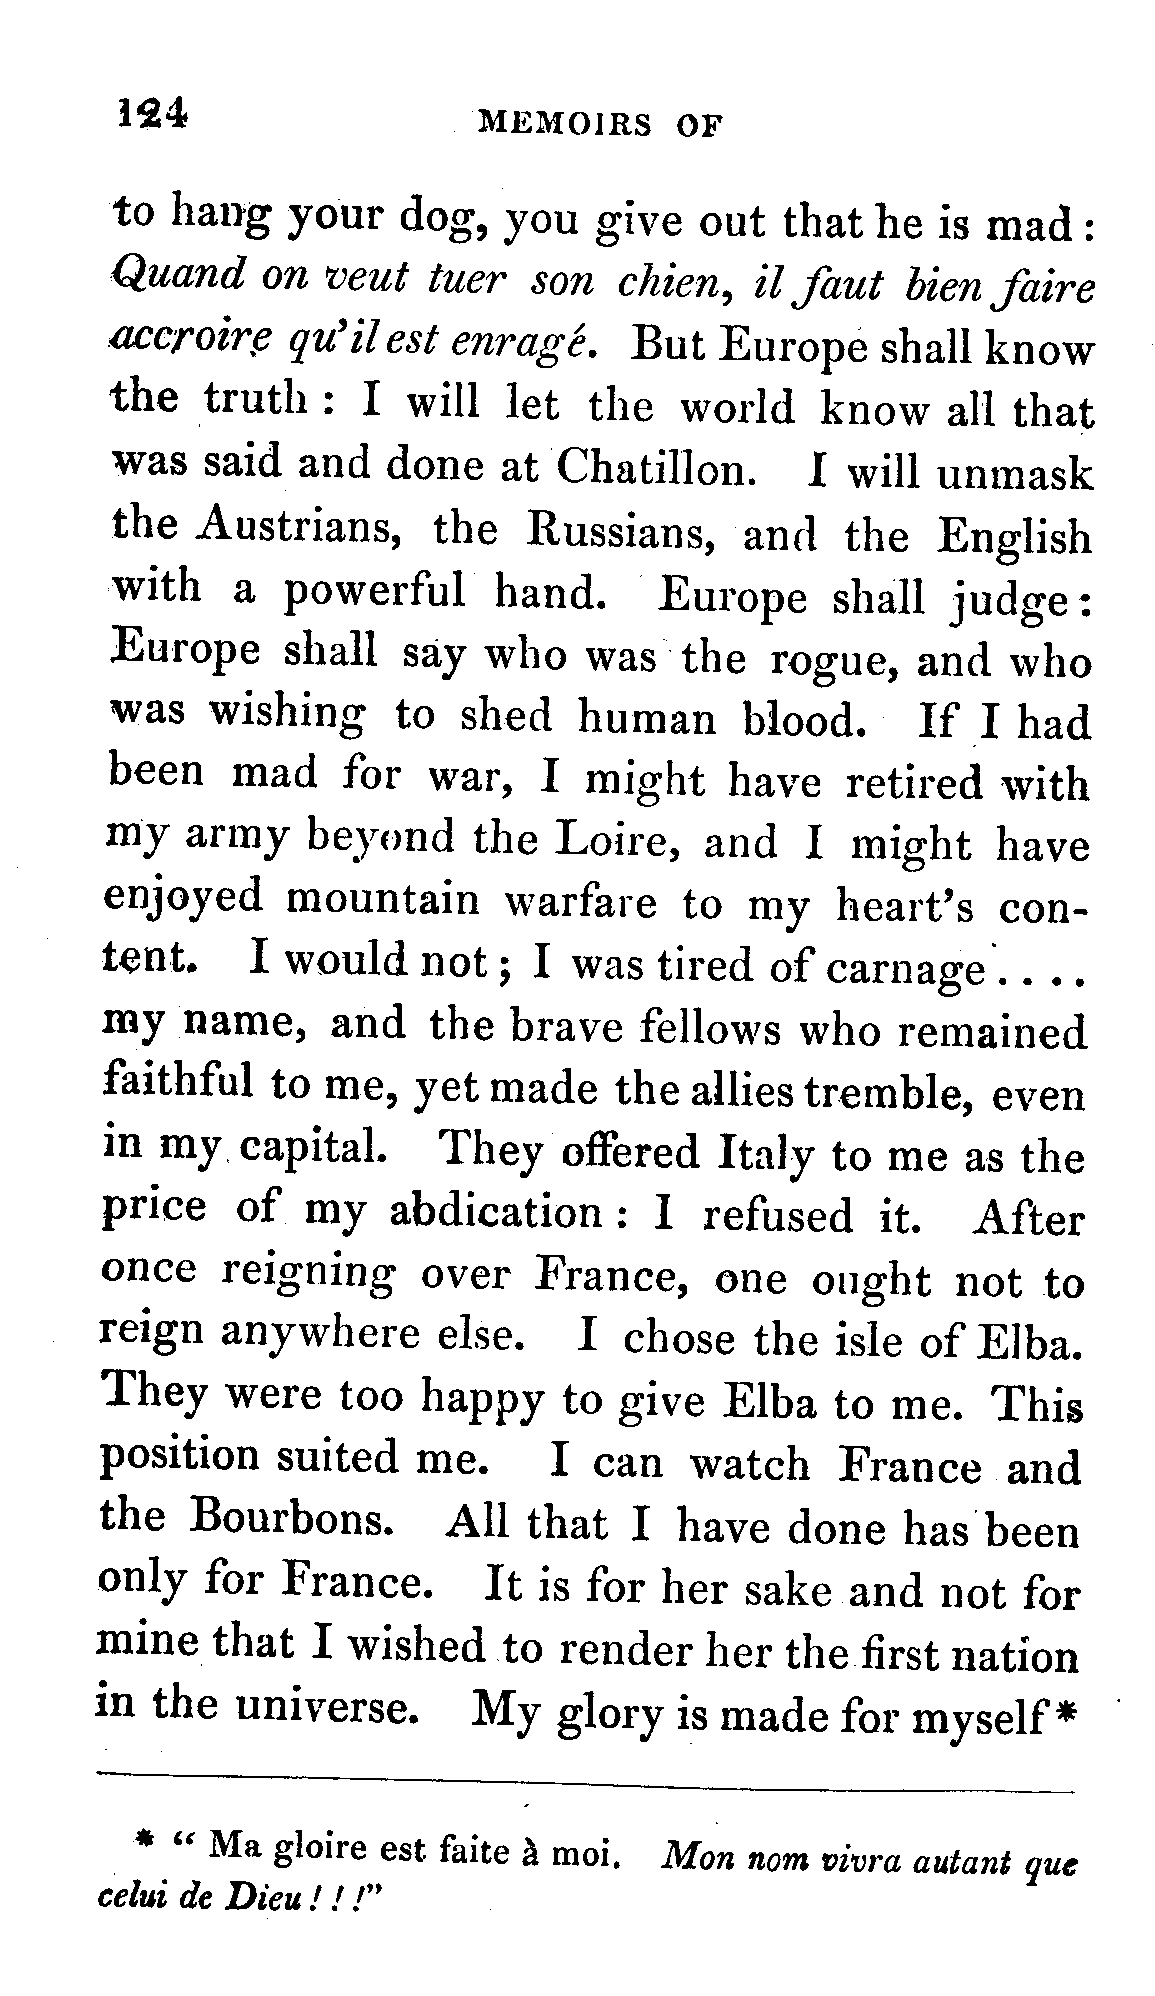 124
MEMOIRS OF
to hang your dog, you give out that he is mad :
Quand on veut tuer son chien, il faut bien faire
accroire qu'il est enragé. But Europe shall know
the truth : I will let the world know all that
was said and done at Chatillon. I will unmask
the Austrians, the Russians, and the English
with a powerful hand. Europe shall judge :
Europe shall say who was the rogue, and who
was wishing to shed human blood. If I had
been mad for war, I might have retired with
my army beyond the Loire, and I might have
enjoyed mountain warfare to my heart's con-
tent. I would not ; I was tired of carnage . . . .
my name, and the brave fellows who remained
faithful to me, yet made the allies tremble, even
in my capital. They offered Italy to me as the
price of my abdication : I refused it. After
once reigning over France, one ought not to
reign anywhere else. I chose the isle of Elba.
They were too happy to give Elba to me. This
position suited me. I can watch France and
the Bourbons. All that I have done has been
only for France. It is for her sake and not for
mine that I wished to render her the first nation
in the universe. My glory is made for myself*
* “ Ma gloire est faite à moi. Mon nom vivra autant que
celui de Dieu ! ! !”